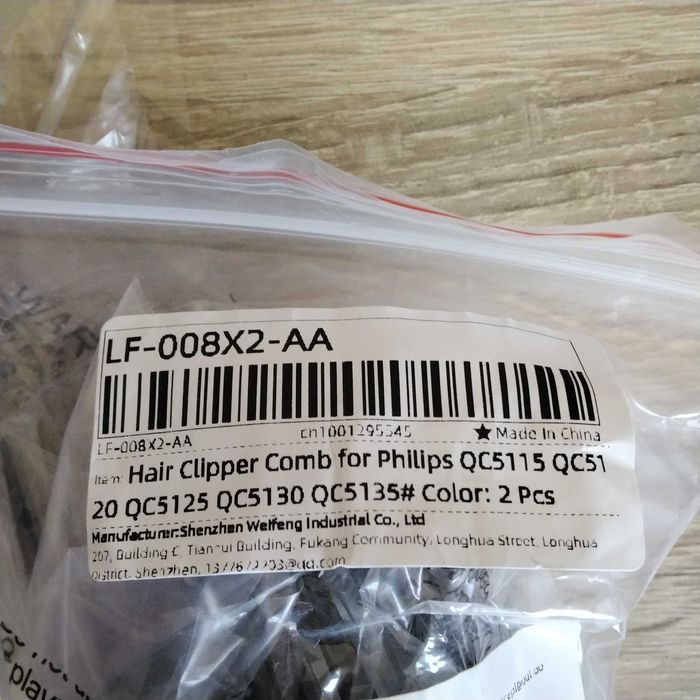 LF-008X2-AA
LF-008X2-AA cn1001295545 ★ Made In China
Item: Hair Clipper Comb for Philips QC5115 QC51
20 QC5125 QC5130 QC5135# Color: 2 Pcs
Manufacturer:Shenzhen Weifeng Industrial Co., Ltd
207, Building C, Building, Fukang Community, Longhua Street, Longhua
District, Shenzhen,
play